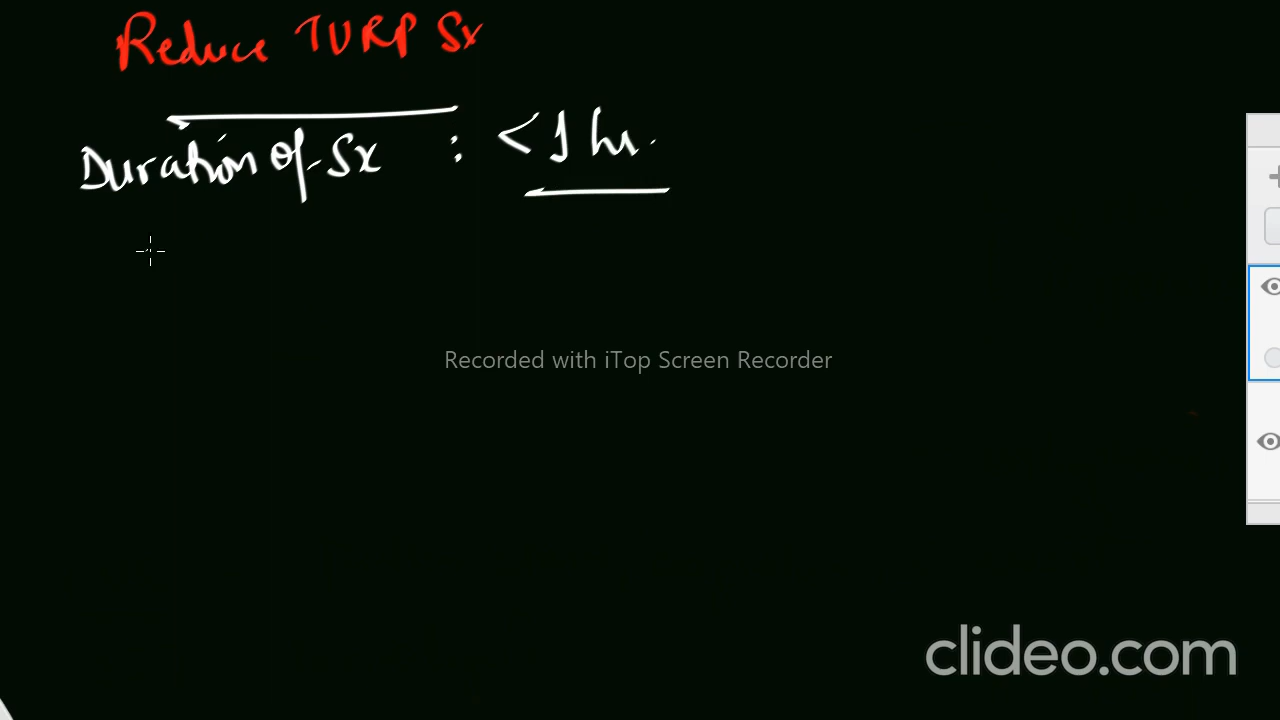 Reduce TURP Sx
Duration of Sx : <1 hr.
Recorded with iTop Screen Recorder
clideo.com